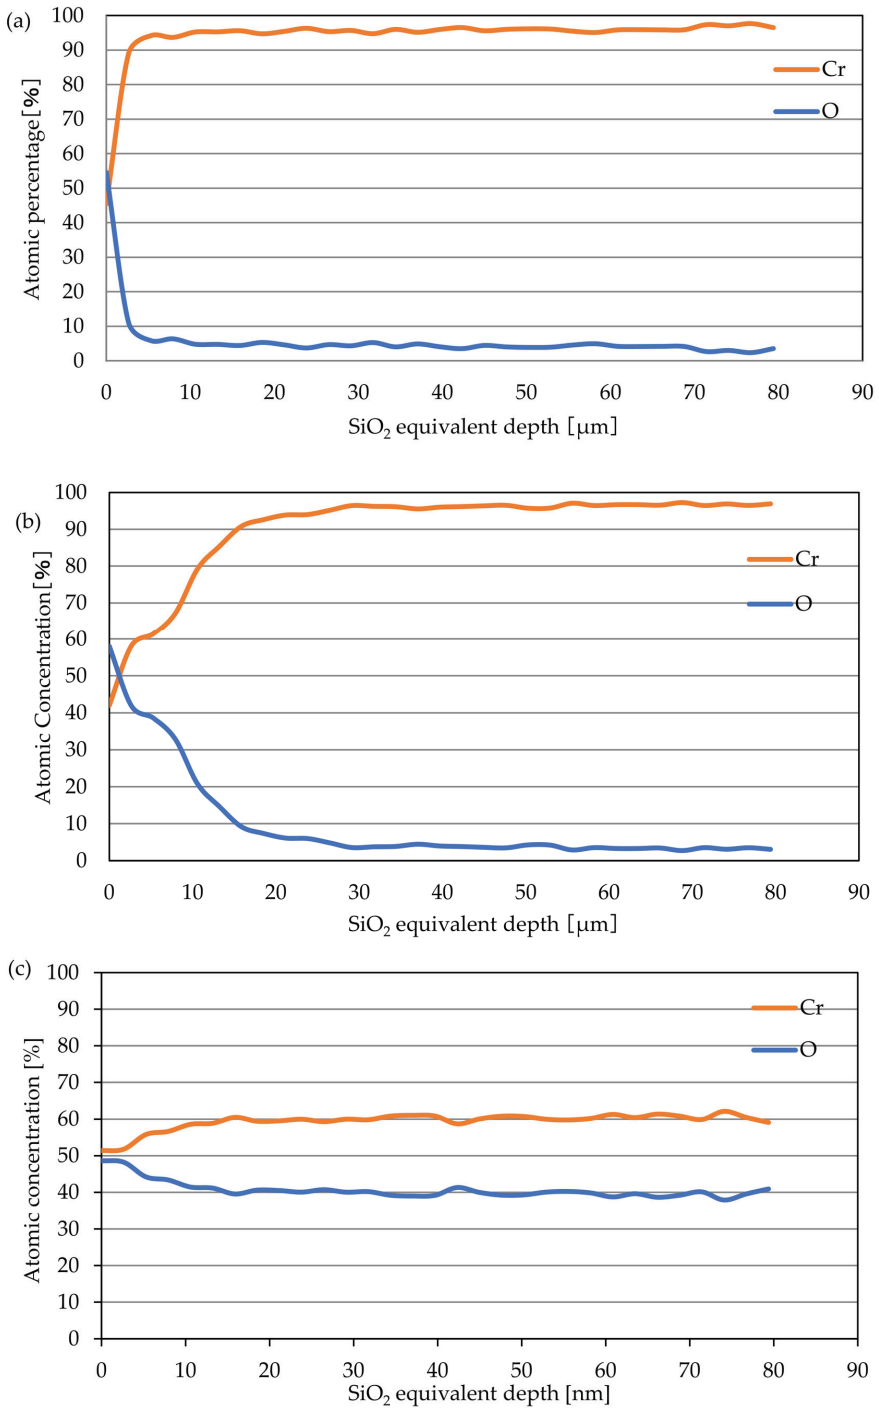 (a)
100
90
80
70
60
50
40
30
20
10
0
Atomic percentage[%]
Cr
O
0 10 20 30 40 50 60 70 80 90
SiO₂ equivalent depth [μm]
(b)
100
90
80
70
60
50
40
30
20
10
0
Atomic Concentration[%]
Cr
O
0 10 20 30 40 50 60 70 80 90
SiO₂ equivalent depth [μm]
(c)
100
90
80
70
60
50
40
30
20
10
0
Atomic concentration [%]
Cr
O
0 10 20 30 40 50 60 70 80 90
SiO₂ equivalent depth [nm]